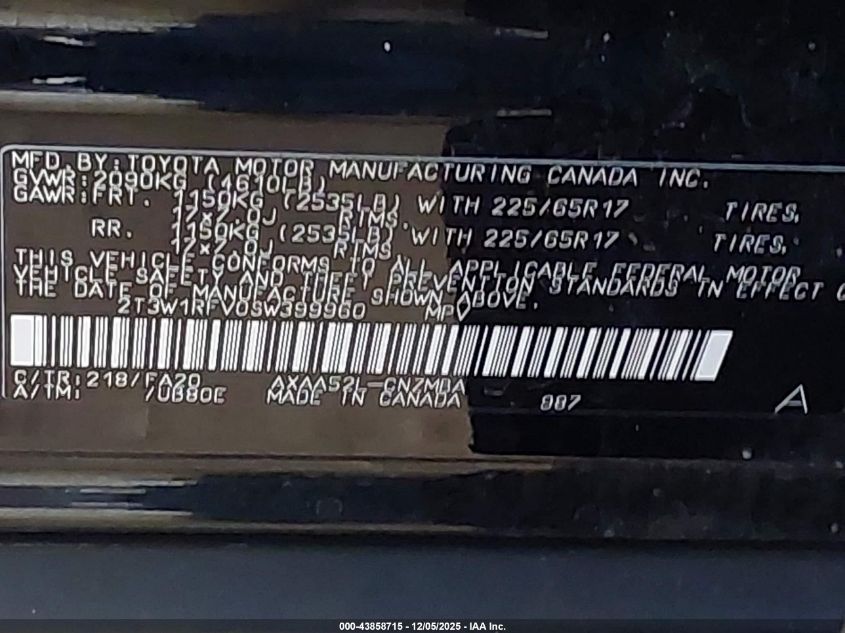 MFD. BY: TOYOTA MOTOR MANUFACTURING CANADA INC.
GVWR: 2090KG (4610LB)
GAWR: FRT. 1150KG (2535LB) WITH 225/65R17 TIRES,
17x7.0J RIMS
RR. 1150KG (2535LB) WITH 225/65R17 TIRES,
17x7.0J RIMS
THIS VEHICLE CONFORMS TO ALL APPLICABLE FEDERAL MOTOR
VEHICLE SAFETY AND THEFT PREVENTION STANDARDS IN EFFECT
THE DATE OF MANUFACTURE SHOWN ABOVE.
2T3W1RFV0SW399960 MPV
C/TR: 218/FA20 AXAA52L-CNZMBA
A/TM: /UB80E MADE IN CANADA 007 A
000-43858715 - 12/05/2025 - IAA Inc.